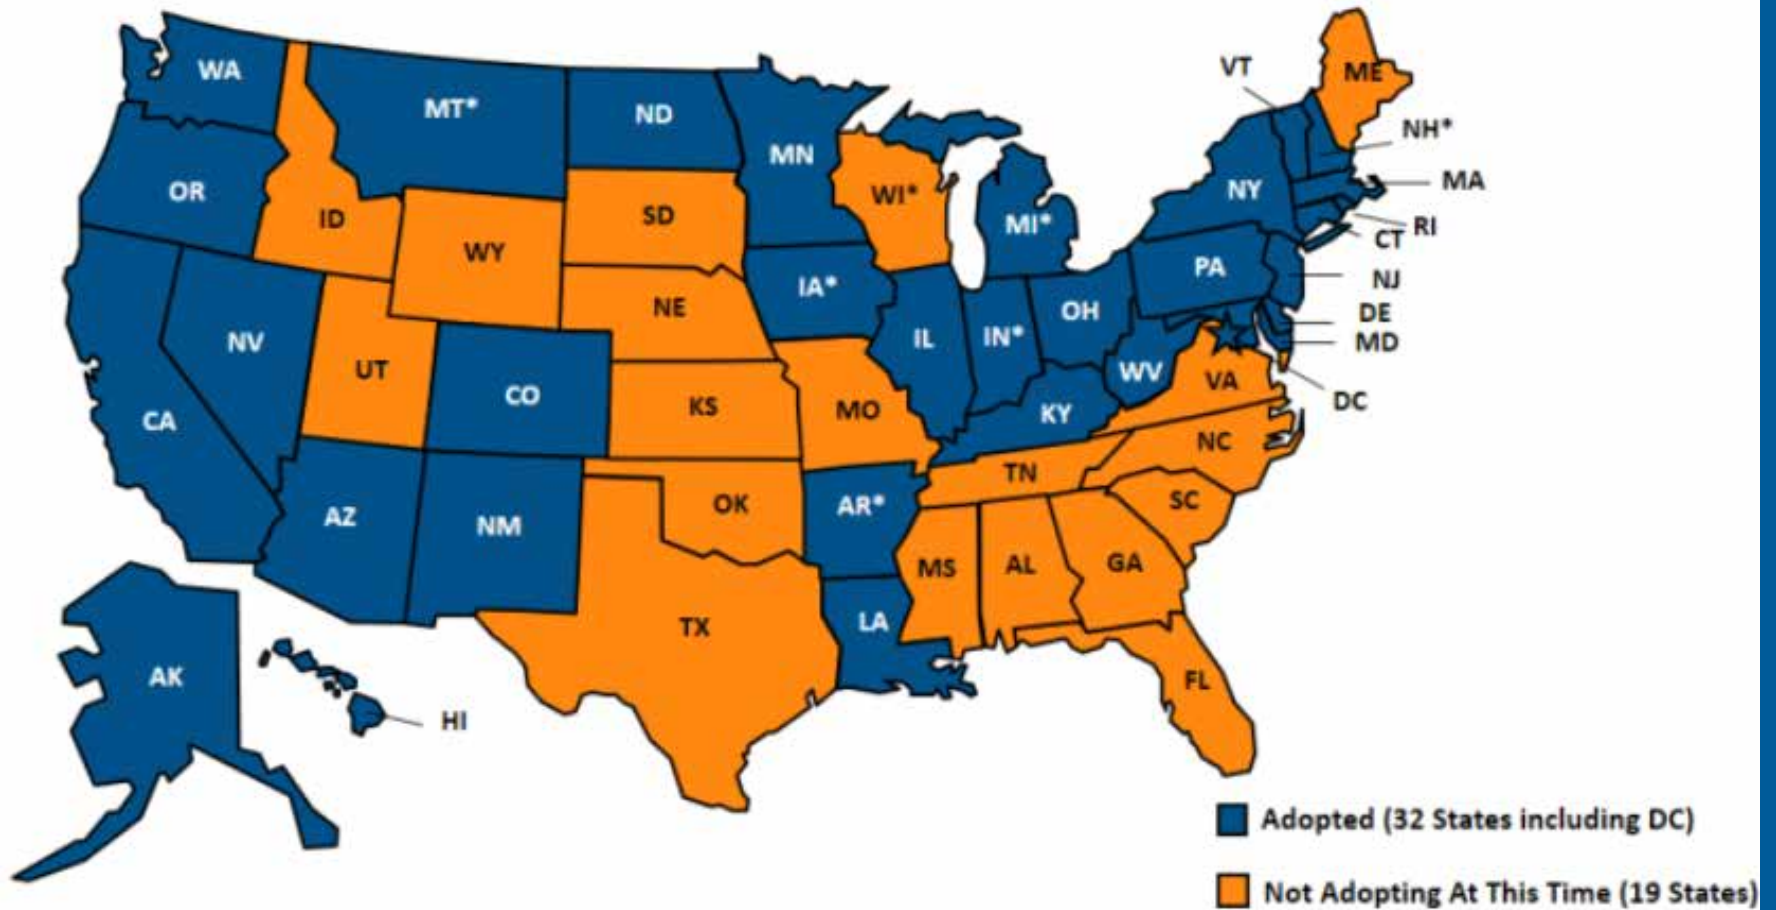 WA
MT*
ND
MN
VT
ME
NH*
OR
ID
SD
WI*
MI*
NY
MA
WY
RI
CT
PA
NJ
IA*
NE
OH
DE
NV
IL
IN*
MD
UT
CO
WV
VA
DC
CA
KS
MO
KY
NC
TN
AZ
NM
OK
AR*
SC
MS
AL
GA
TX
LA
AK
FL
HI
Adopted (32 States including DC)
Not Adopting At This Time (19 States)